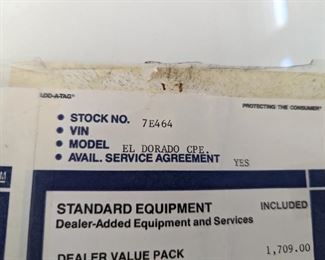 ADD-A-TAG™
PROTECTING THE CONSUMER
• STOCK NO. 7E464
• VIN
• MODEL EL DORADO CPE.
• AVAIL. SERVICE AGREEMENT YES
STANDARD EQUIPMENT INCLUDED
Dealer-Added Equipment and Services
DEALER VALUE PACK 1,709.00